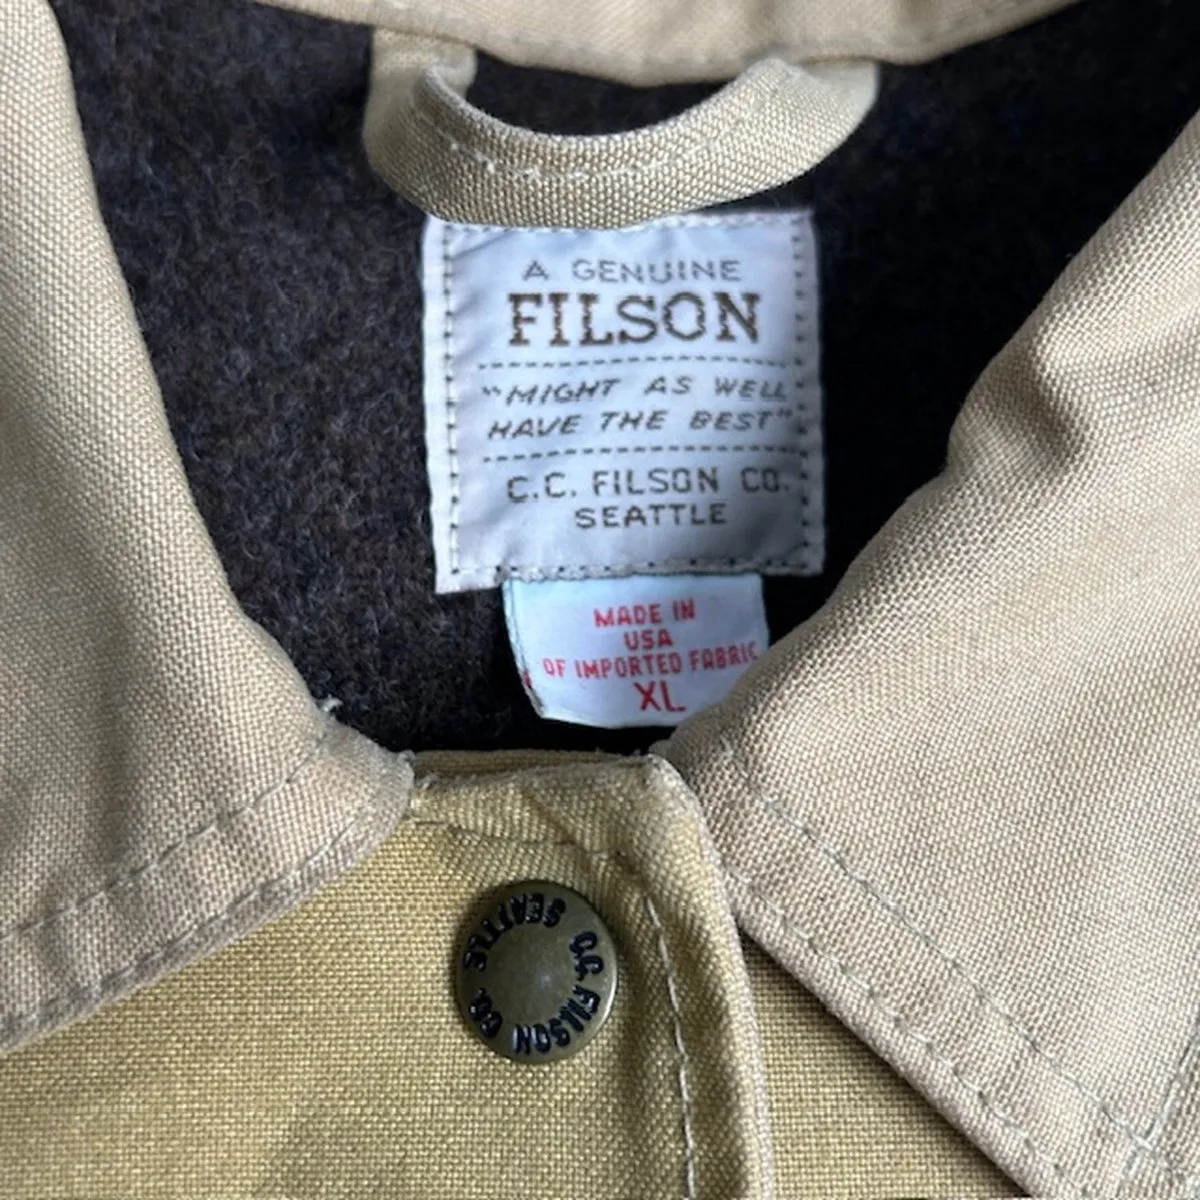 A GENUINE
FILSON
"MIGHT AS WELL
HAVE THE BEST"
C.C. FILSON CO.
SEATTLE
MADE IN
USA
OF IMPORTED FABRIC
XL
C.C. FILSON CO.
SEATTLE